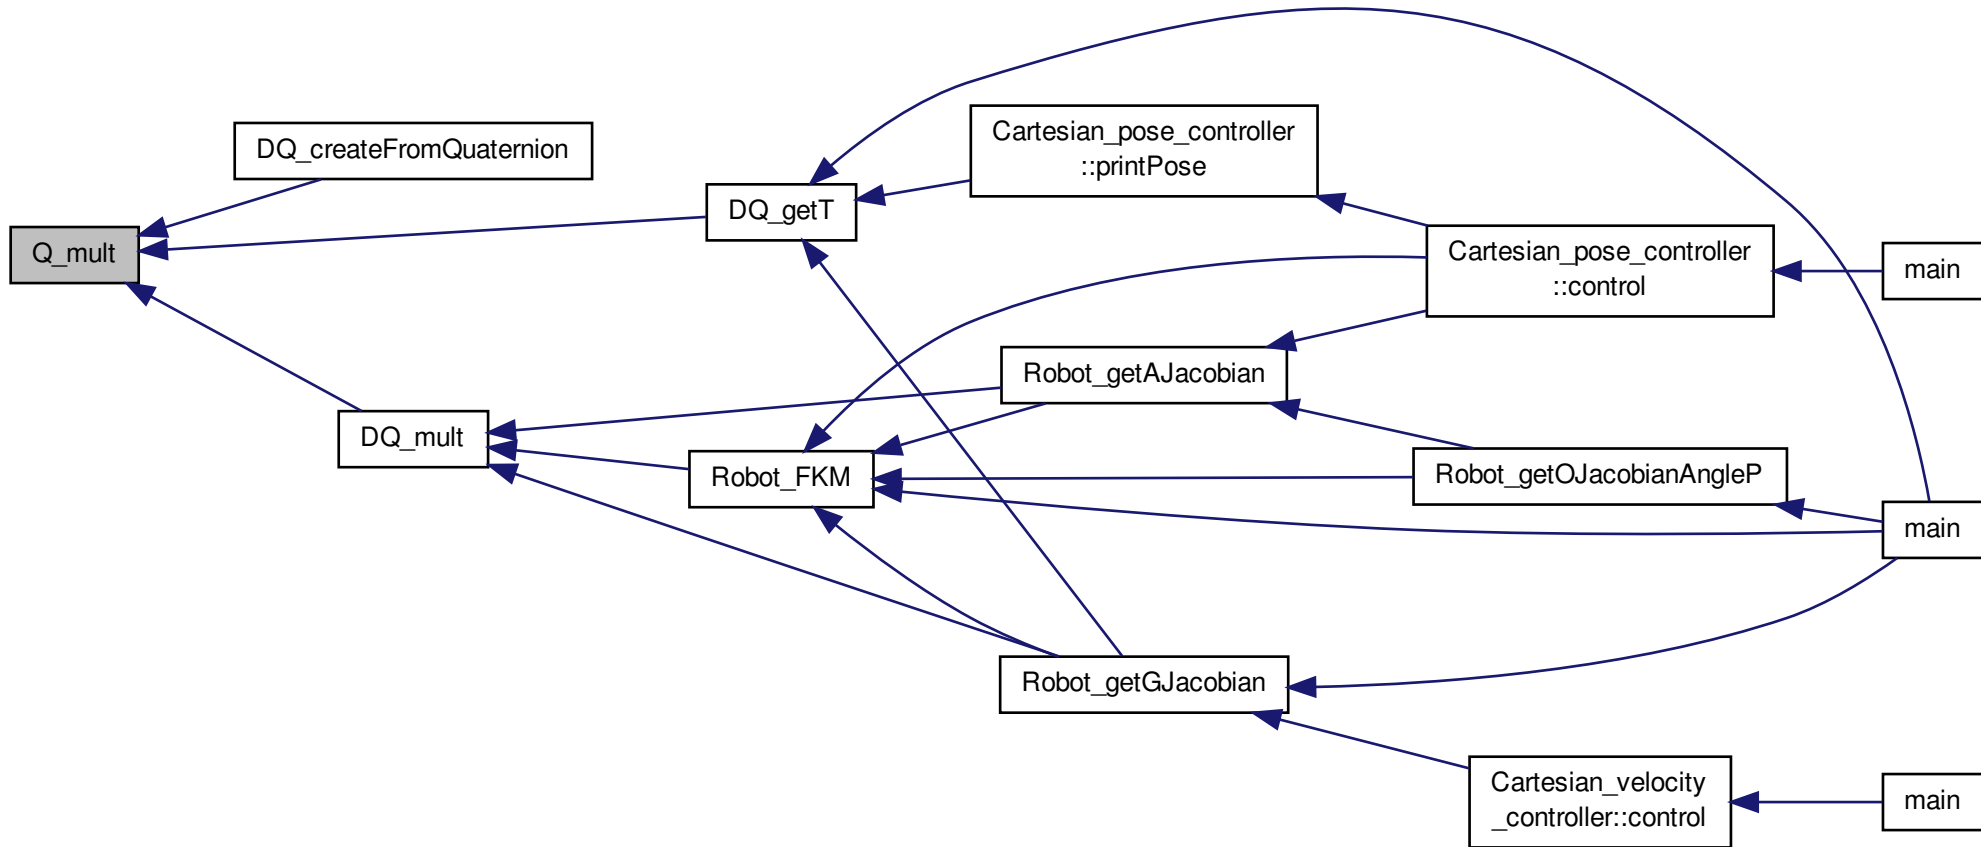 Q_mult
DQ_createFromQuaternion
DQ_getT
DQ_mult
Cartesian_pose_controller
::printPose
Robot_FKM
Robot_getAJacobian
Robot_getGJacobian
Cartesian_pose_controller
::control
Robot_getOJacobianAngleP
Cartesian_velocity
_controller::control
main
main
main